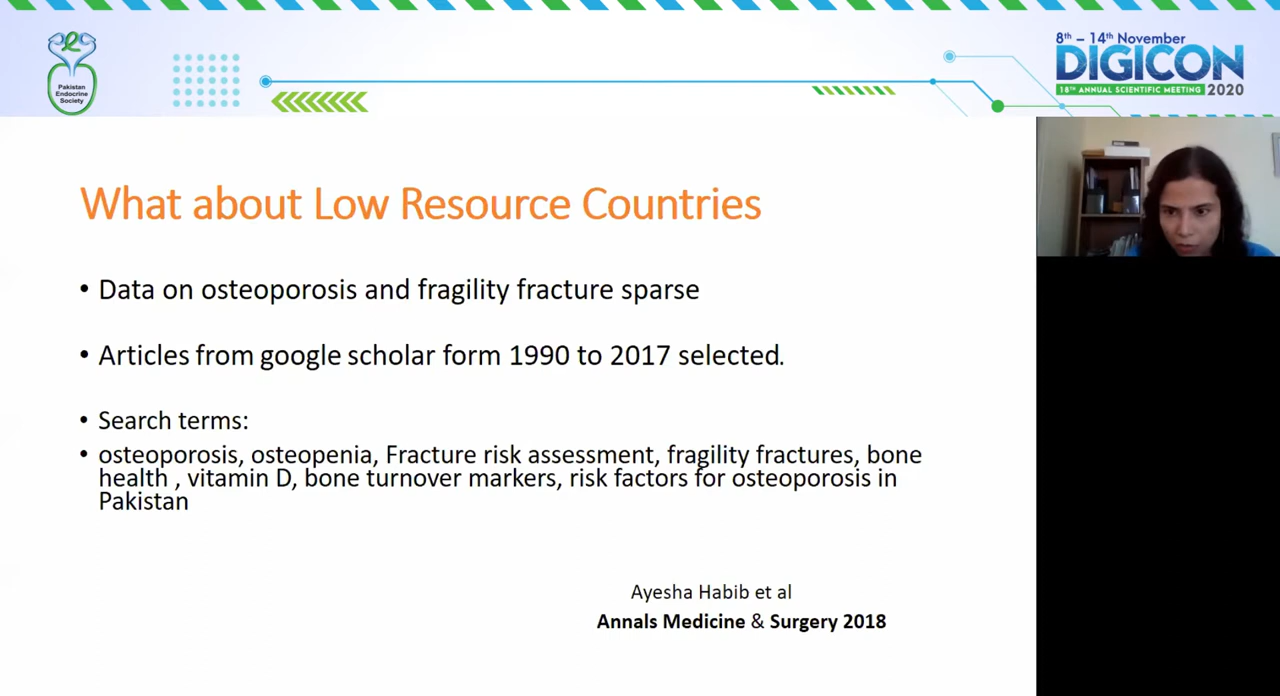 Pakistan
Endocrine
Society
8th – 14th November
DIGICON
18TH ANNUAL SCIENTIFIC MEETING 2020
What about Low Resource Countries
• Data on osteoporosis and fragility fracture sparse
• Articles from google scholar form 1990 to 2017 selected.
• Search terms:
• osteoporosis, osteopenia, Fracture risk assessment, fragility fractures, bone
health , vitamin D, bone turnover markers, risk factors for osteoporosis in
Pakistan
Ayesha Habib et al
Annals Medicine & Surgery 2018